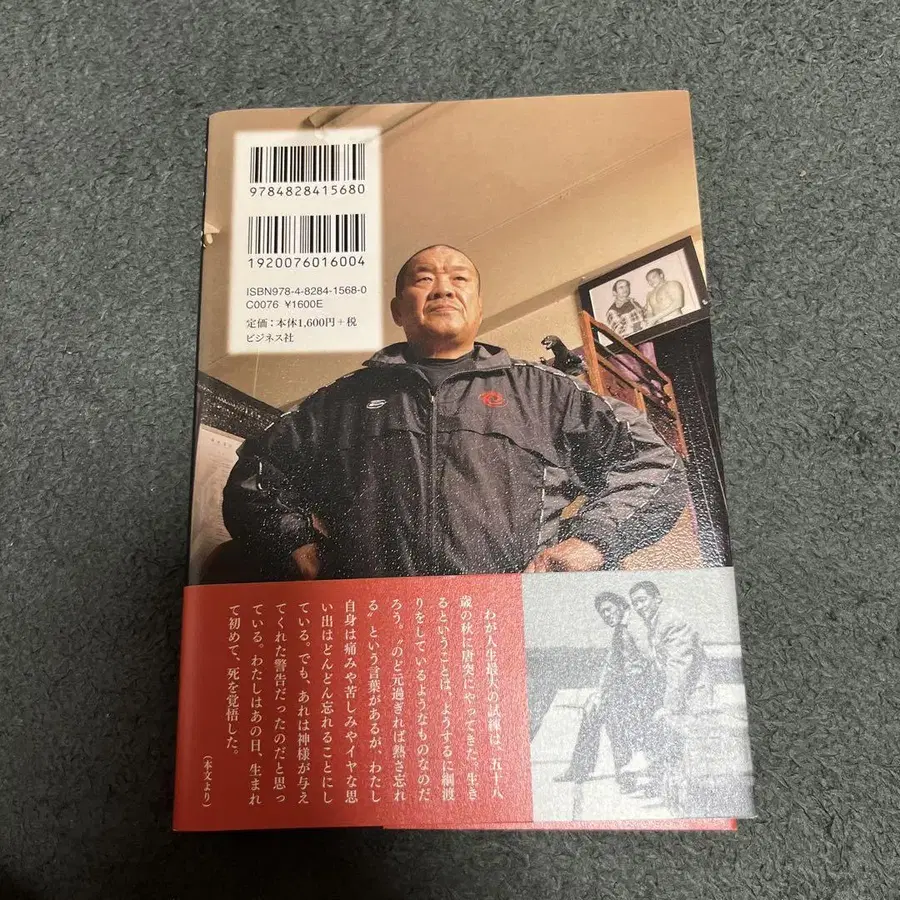 9784828415680
1920076016004
ISBN978-4-8284-1568-0
C0076 ¥1600E
定価：本体1,600円＋税
ビジネス社
わが人生最大の試練は、五十八
歳の秋に唐突にやってきた。生き
るということは、ようするに綱渡
りをしているようなものなのだ
ろう。〝のど元過ぎれば熱さ忘れ
る〟という言葉があるが、わたし
自身は痛みや苦しみやイヤな思
い出はどんどん忘れることにし
ている。でも、あれは神様が与え
てくれた警告だったのだと思っ
ている。わたしはあの日、生まれ
て初めて、死を覚悟した。
（本文より）